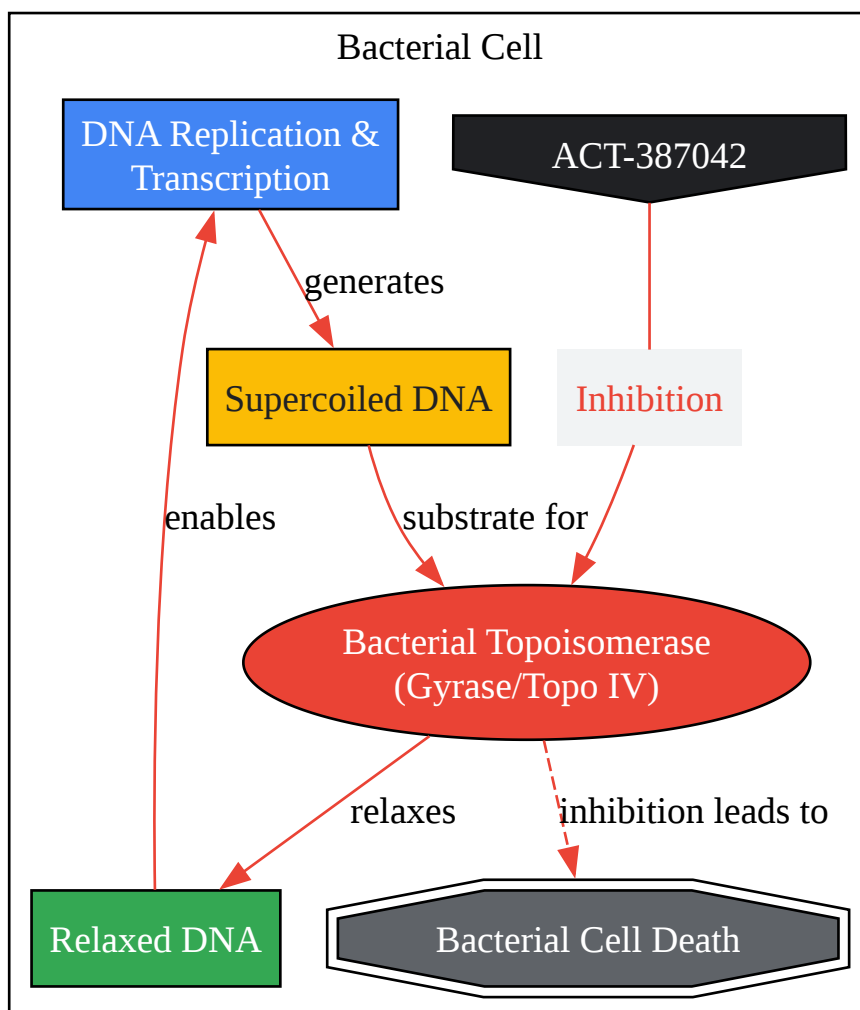 Bacterial Cell
DNA Replication &
Transcription
ACT-387042
generates
Supercoiled DNA
Inhibition
enables
substrate for
Bacterial Topoisomerase
(Gyrase/Topo IV)
relaxes
inhibition leads to
Relaxed DNA
Bacterial Cell Death